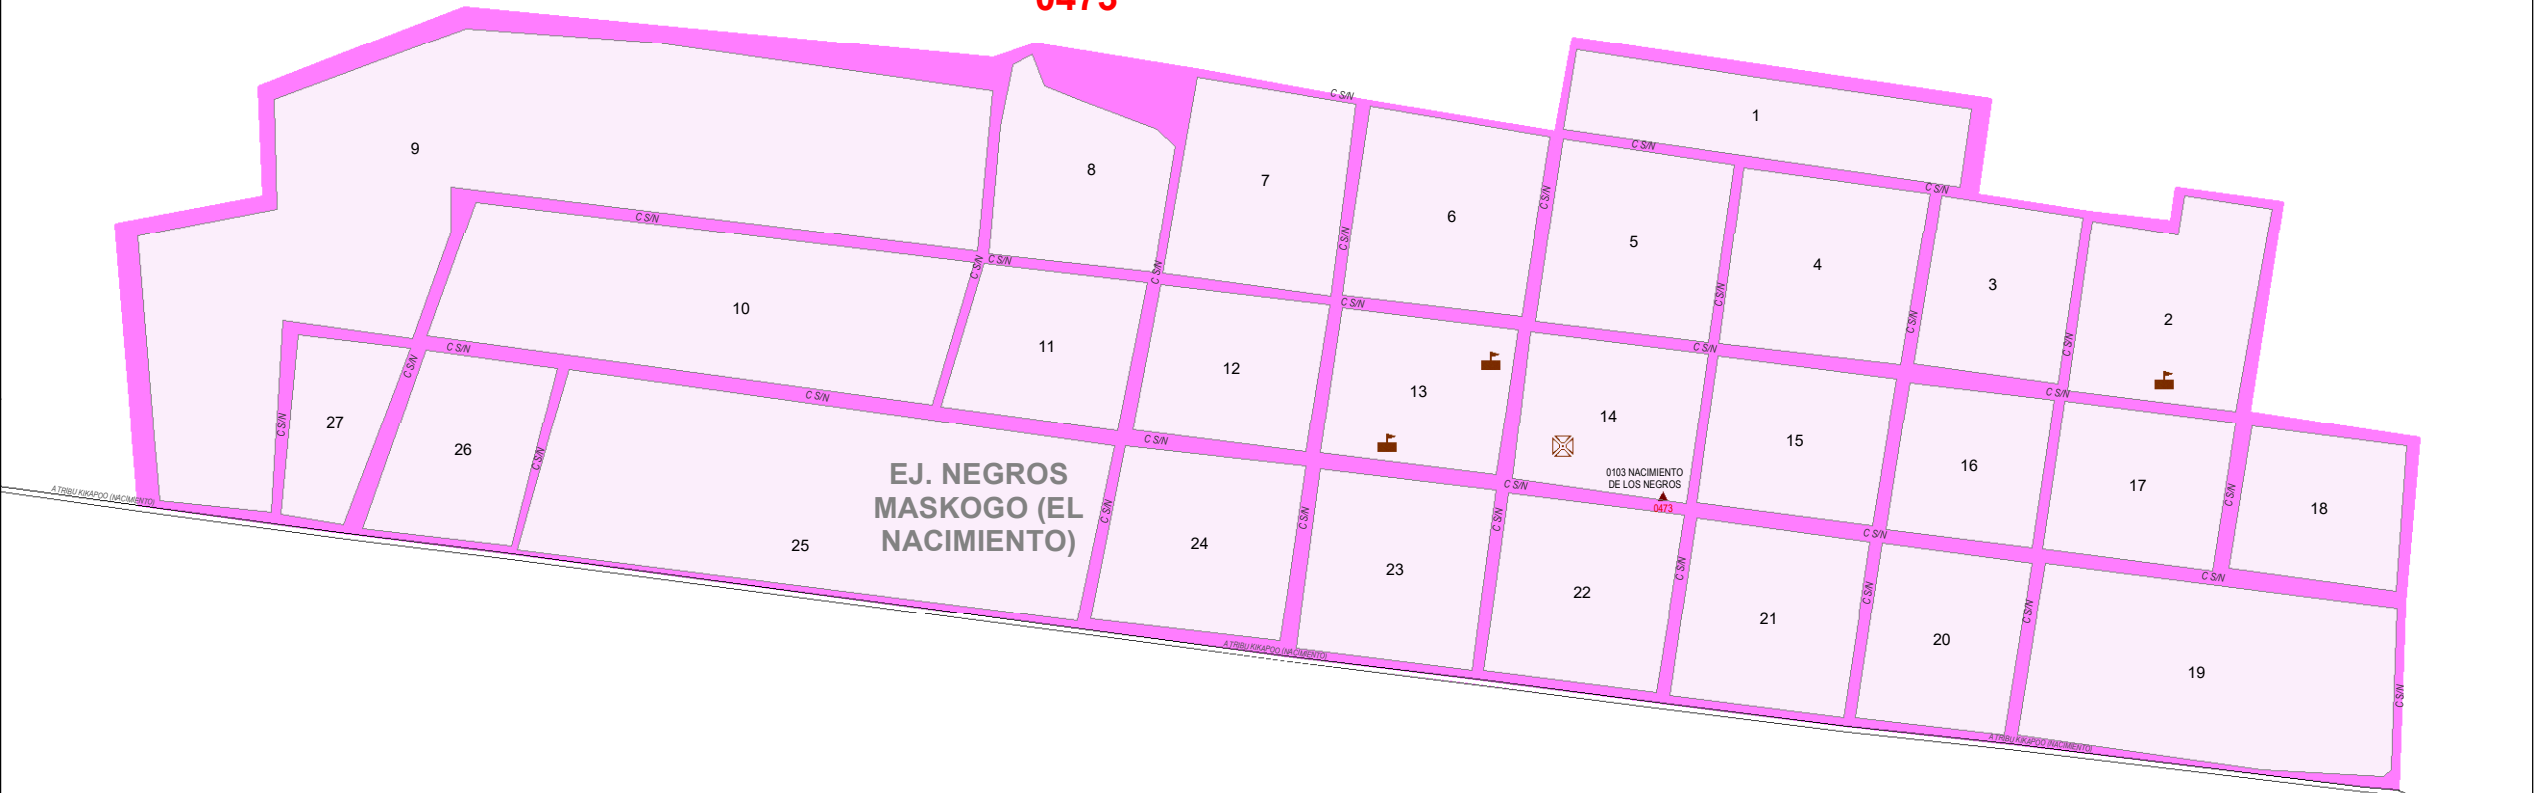 0473
C S/N
1
9
C S/N
8
7
C S/N
C S/N
6
C S/N
C S/N
5
C S/N
4
3
2
C S/N
C S/N
C S/N
C S/N
C S/N
10
C S/N
C S/N
C S/N
C S/N
C S/N
11
C S/N
12
13
C S/N
14
C S/N
15
16
17
18
27
26
C S/N
C S/N
C S/N
C S/N
EJ. NEGROS
MASKOGO (EL
NACIMIENTO)
0103 NACIMIENTO
DE LOS NEGROS
0473
A TRIBU KIKAPOO (NACIMIENTO)
C S/N
C S/N
C S/N
C S/N
C S/N
C S/N
25
24
23
22
21
20
19
C S/N
C S/N
C S/N
C S/N
C S/N
A TRIBU KIKAPOO (NACIMIENTO)
A TRIBU KIKAPOO (NACIMIENTO)